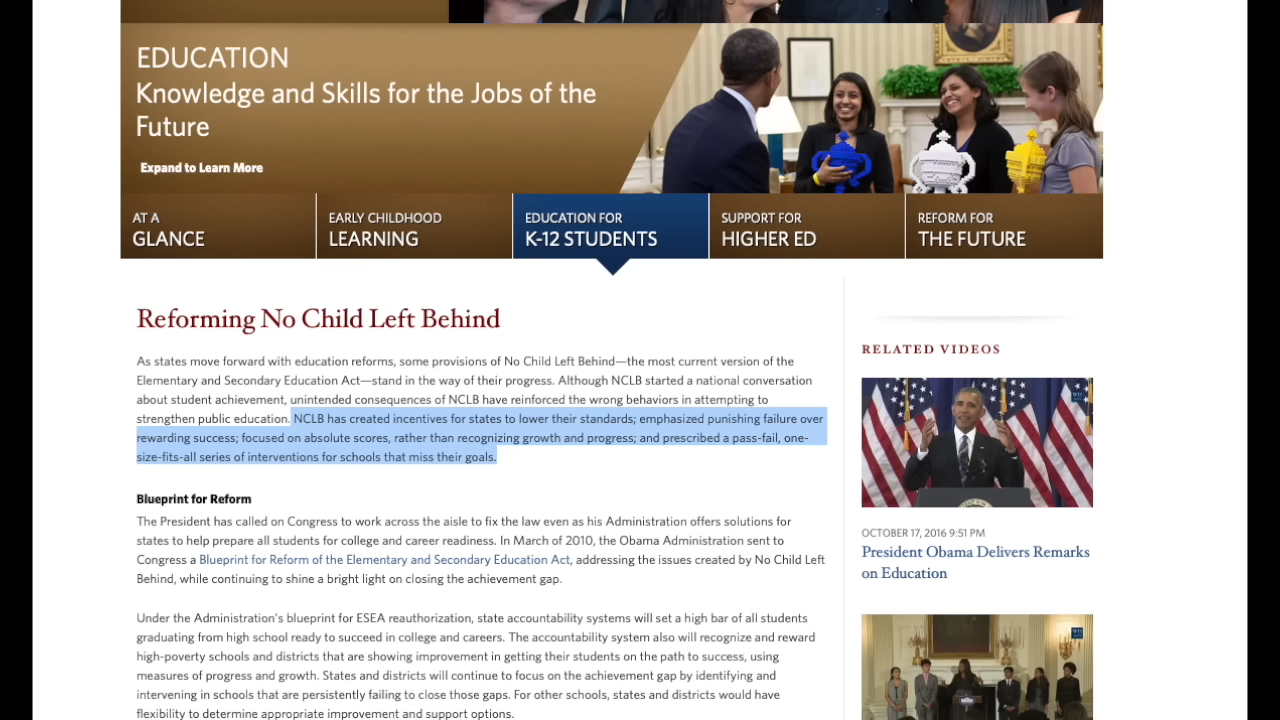 EDUCATION
Knowledge and Skills for the Jobs of the
Future
Expand to Learn More
AT A
GLANCE
EARLY CHILDHOOD
LEARNING
EDUCATION FOR
K-12 STUDENTS
SUPPORT FOR
HIGHER ED
REFORM FOR
THE FUTURE
Reforming No Child Left Behind
As states move forward with education reforms, some provisions of No Child Left Behind—the most current version of the
Elementary and Secondary Education Act—stand in the way of their progress. Although NCLB started a national conversation
about student achievement, unintended consequences of NCLB have reinforced the wrong behaviors in attempting to
strengthen public education. NCLB has created incentives for states to lower their standards; emphasized punishing failure over
rewarding success; focused on absolute scores, rather than recognizing growth and progress; and prescribed a pass-fail, one-
size-fits-all series of interventions for schools that miss their goals.
Blueprint for Reform
The President has called on Congress to work across the aisle to fix the law even as his Administration offers solutions for
states to help prepare all students for college and career readiness. In March of 2010, the Obama Administration sent to
Congress a Blueprint for Reform of the Elementary and Secondary Education Act, addressing the issues created by No Child Left
Behind, while continuing to shine a bright light on closing the achievement gap.
Under the Administration's blueprint for ESEA reauthorization, state accountability systems will set a high bar of all students
graduating from high school ready to succeed in college and careers. The accountability system also will recognize and reward
high-poverty schools and districts that are showing improvement in getting their students on the path to success, using
measures of progress and growth. States and districts will continue to focus on the achievement gap by identifying and
intervening in schools that are persistently failing to close those gaps. For other schools, states and districts would have
flexibility to determine appropriate improvement and support options.
RELATED VIDEOS
OCTOBER 17, 2016 9:51 PM
President Obama Delivers Remarks
on Education